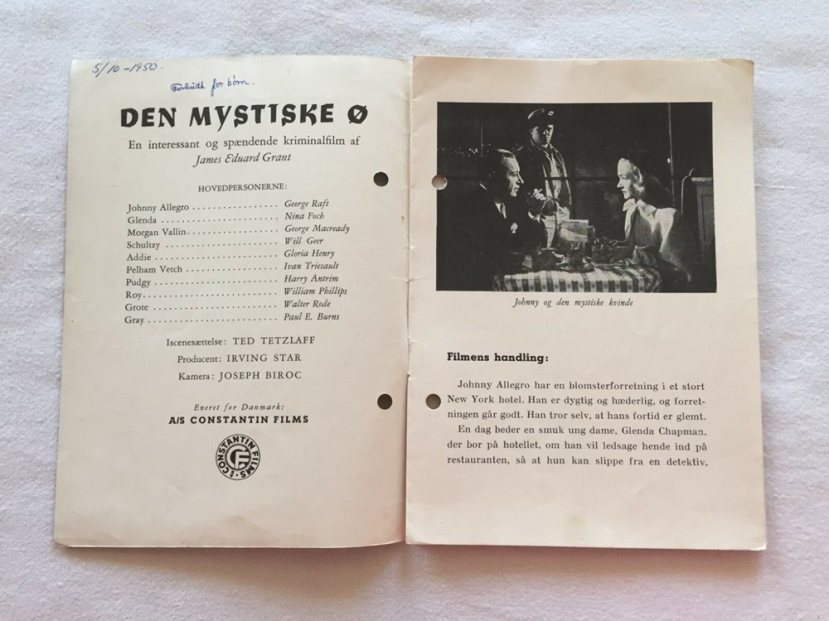 5/10-1950.
Forbudt for børn.
DEN MYSTISKE Ø
En interessant og spændende kriminalfilm af
James Eduard Grant
HOVEDPERSONERNE:
Johnny Allegro . . . . . . . . . . . . . . . . George Raft
Glenda . . . . . . . . . . . . . . . . . . . . . . Nina Foch
Morgan Vallin . . . . . . . . . . . . . . . . . George Macready
Schultzy . . . . . . . . . . . . . . . . . . . . . Will Geer
Addie . . . . . . . . . . . . . . . . . . . . . . . Gloria Henry
Pelham Vetch . . . . . . . . . . . . . . . . . Ivan Triesault
Pudgy . . . . . . . . . . . . . . . . . . . . . . . Harry Antrim
Roy . . . . . . . . . . . . . . . . . . . . . . . . . William Phillips
Grote . . . . . . . . . . . . . . . . . . . . . . . Walter Rode
Gray . . . . . . . . . . . . . . . . . . . . . . . . Paul E. Burns
Iscenesættelse: TED TETZLAFF
Producent: IRVING STAR
Kamera: JOSEPH BIROC
Eneret for Danmark:
A/S CONSTANTIN FILMS
CONSTANTIN FILMS
CF
Johnny og den mystiske kvinde
Filmens handling:
Johnny Allegro har en blomsterforretning i et stort
New York hotel. Han er dygtig og hæderlig, og forret-
ningen går godt. Han tror selv, at hans fortid er glemt.
En dag beder en smuk ung dame, Glenda Chapman,
der bor på hotellet, om han vil ledsage hende ind på
restauranten, så at hun kan slippe fra en detektiv,